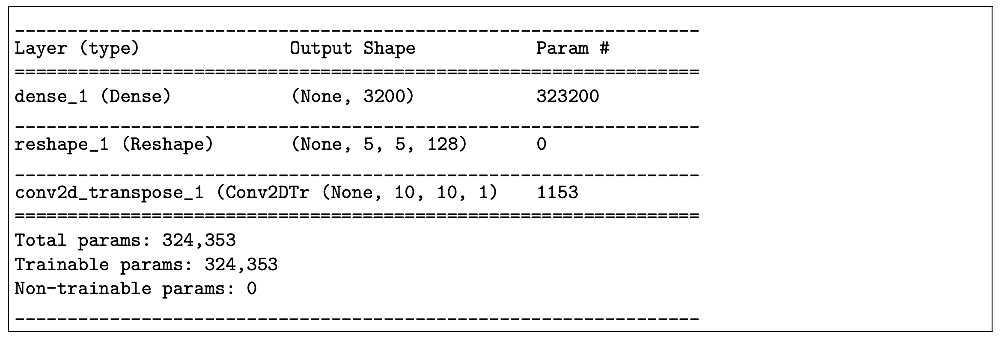 _________________________________________________________________
Layer (type)                 Output Shape              Param #
=================================================================
dense_1 (Dense)              (None, 3200)              323200
_________________________________________________________________
reshape_1 (Reshape)          (None, 5, 5, 128)         0
_________________________________________________________________
conv2d_transpose_1 (Conv2DTr (None, 10, 10, 1)         1153
=================================================================
Total params: 324,353
Trainable params: 324,353
Non-trainable params: 0
_________________________________________________________________